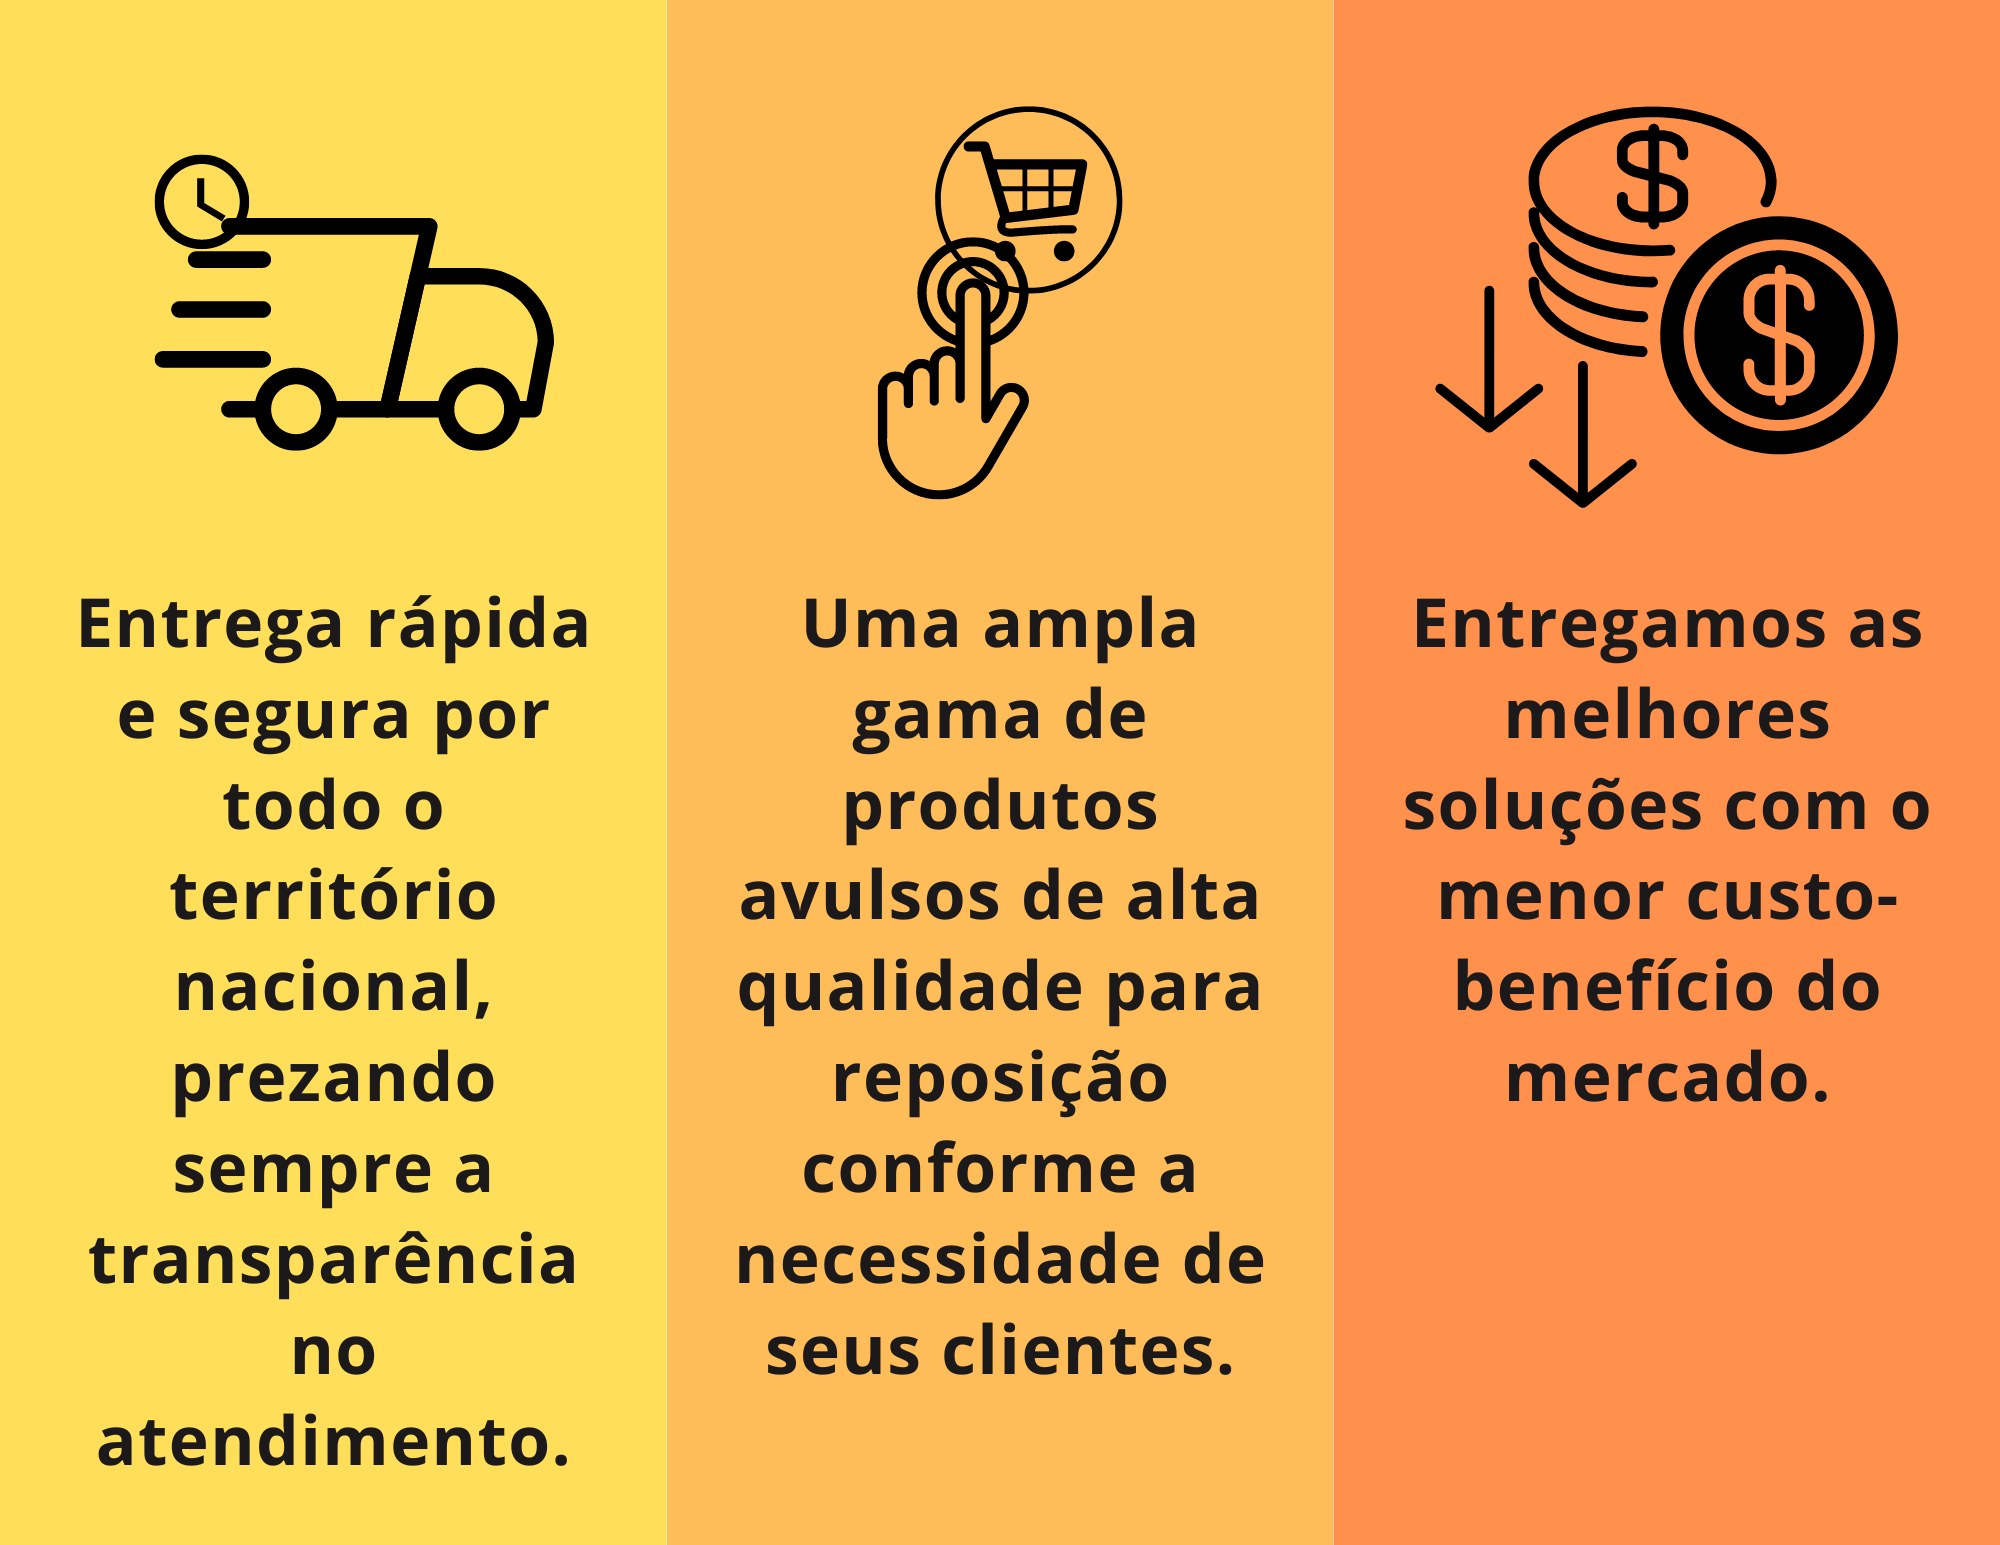 Entrega rápida
e segura por
todo o
território
nacional,
prezando
sempre a
transparência
no
atendimento.
Uma ampla
gama de
produtos
avulsos de alta
qualidade para
reposição
conforme a
necessidade de
seus clientes.
Entregamos as
melhores
soluções com o
menor custo-
benefício do
mercado.